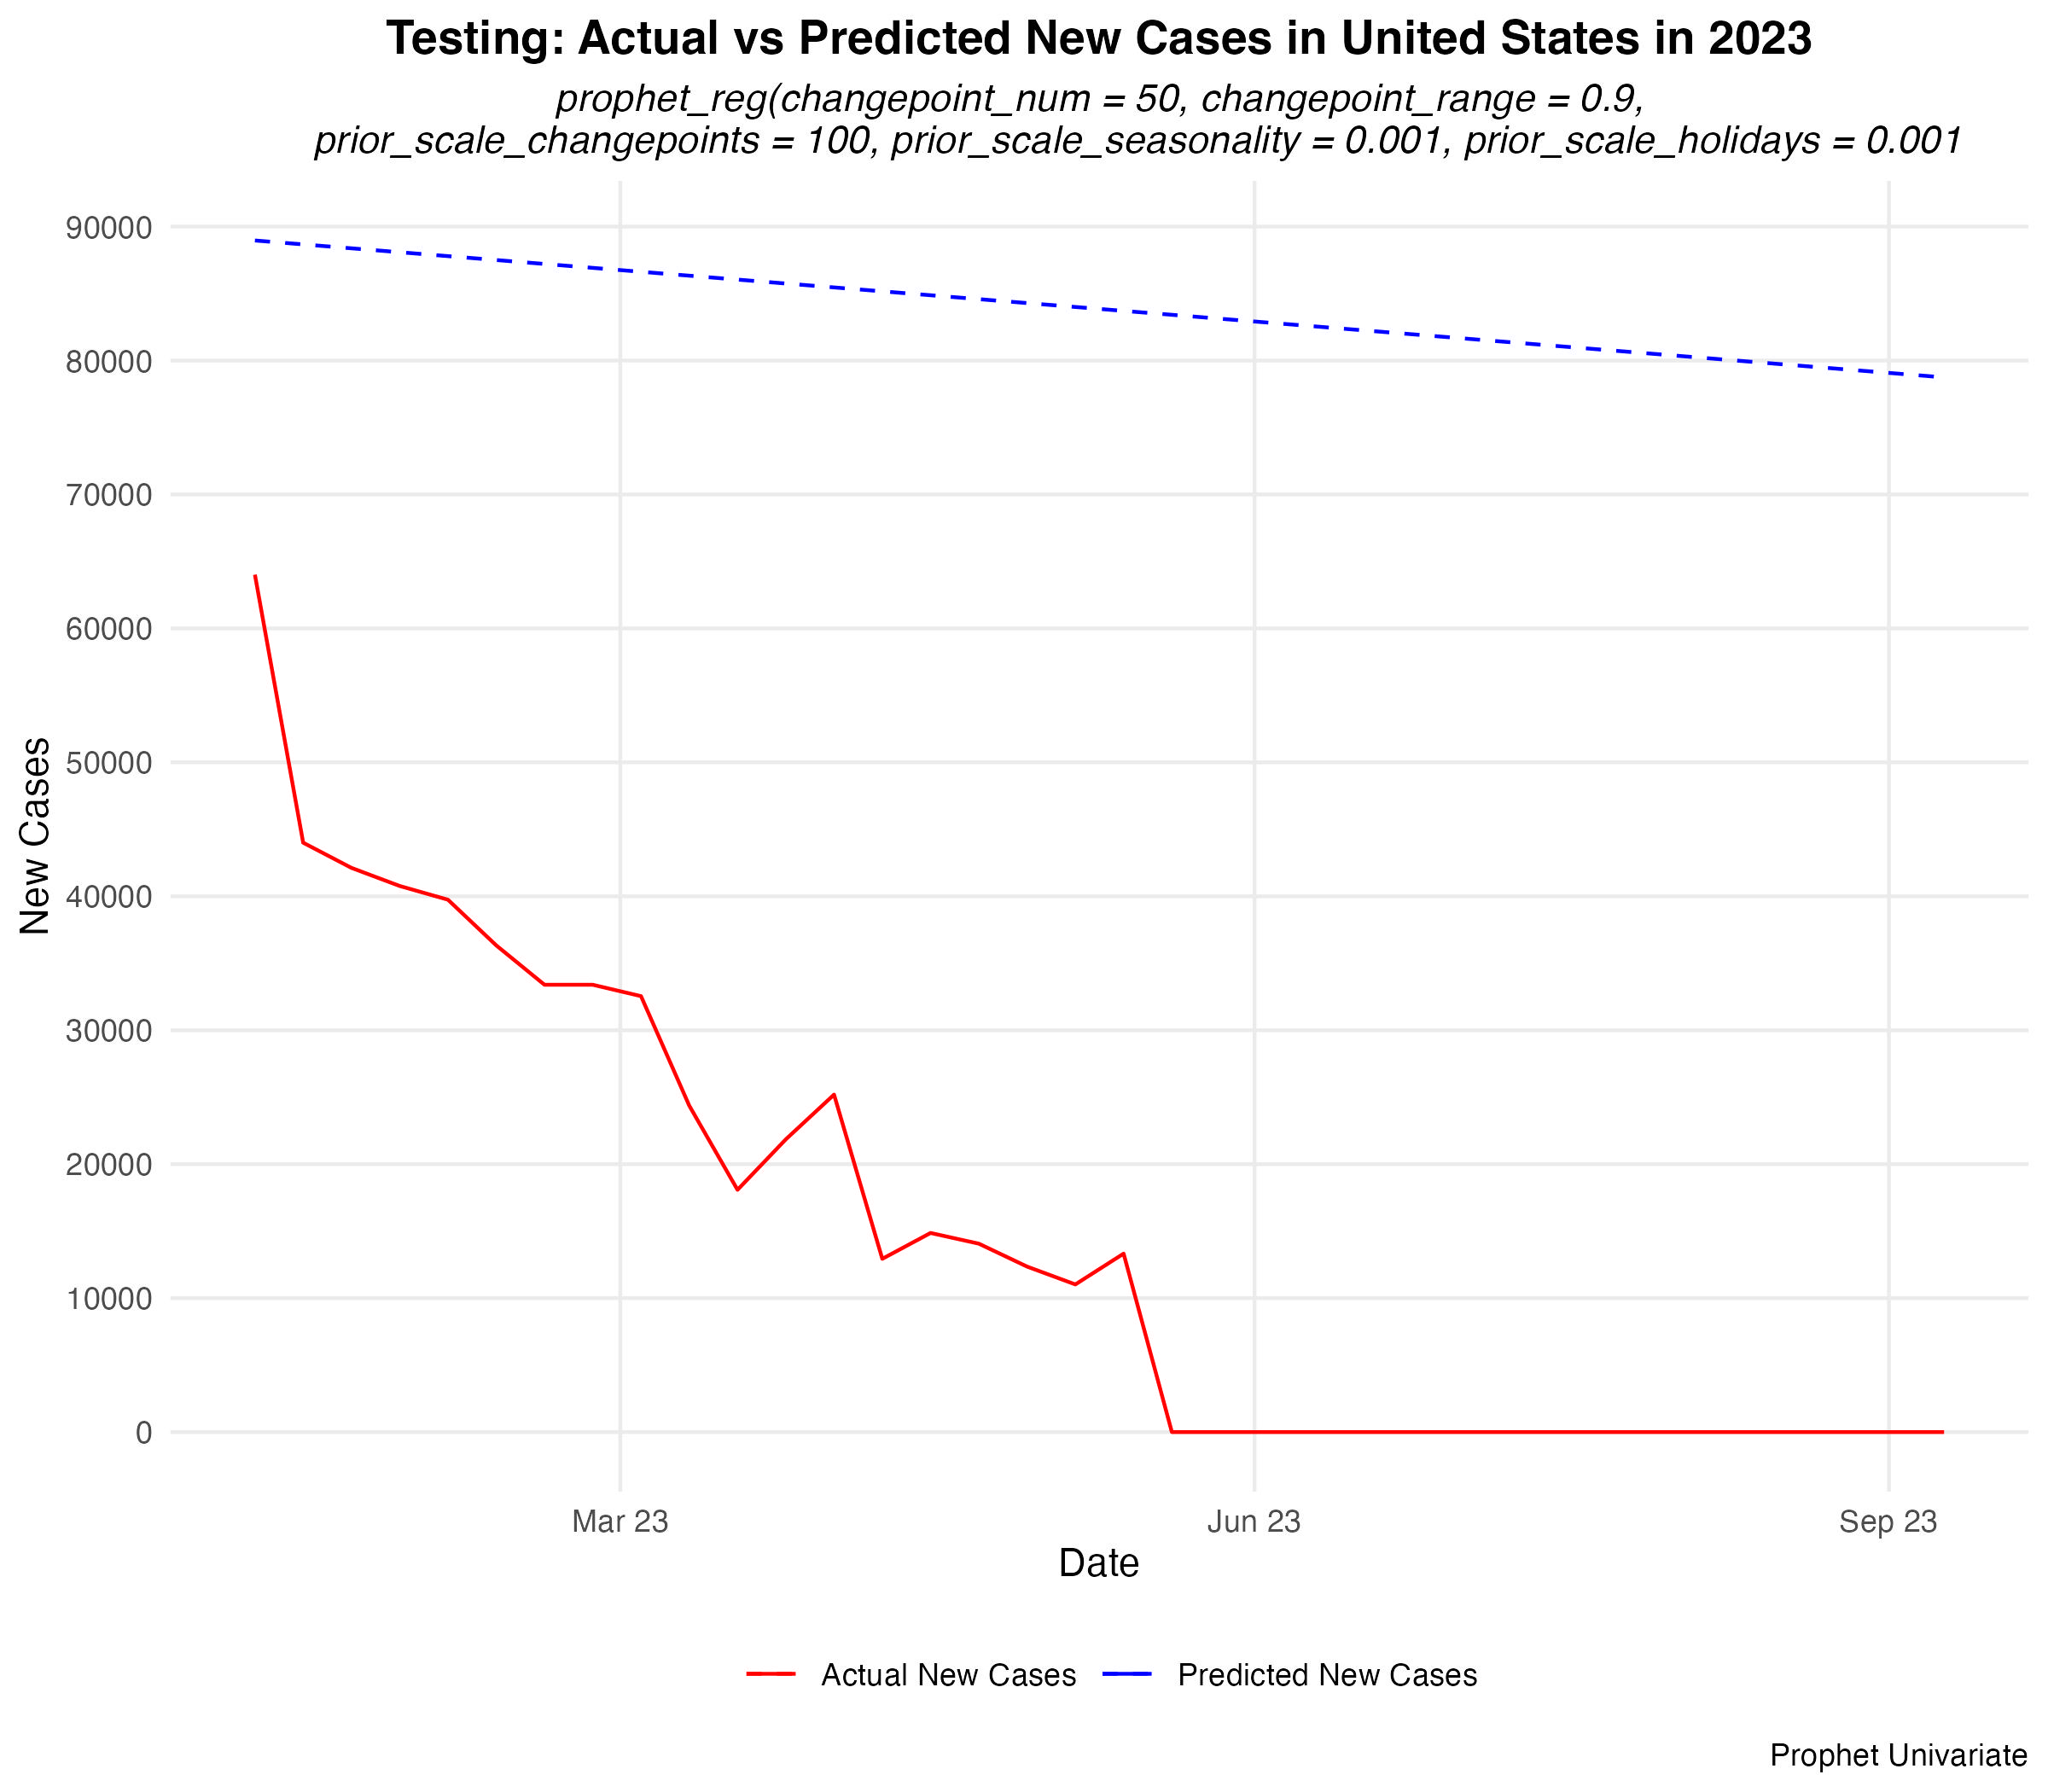 Testing: Actual vs Predicted New Cases in United States in 2023
prophet_reg(changepoint_num = 50, changepoint_range = 0.9,
prior_scale_changepoints = 100, prior_scale_seasonality = 0.001, prior_scale_holidays = 0.001
90000
80000
70000
60000
50000
40000
30000
20000
10000
0
New Cases
Mar 23
Jun 23
Sep 23
Date
Actual New Cases
Predicted New Cases
Prophet Univariate